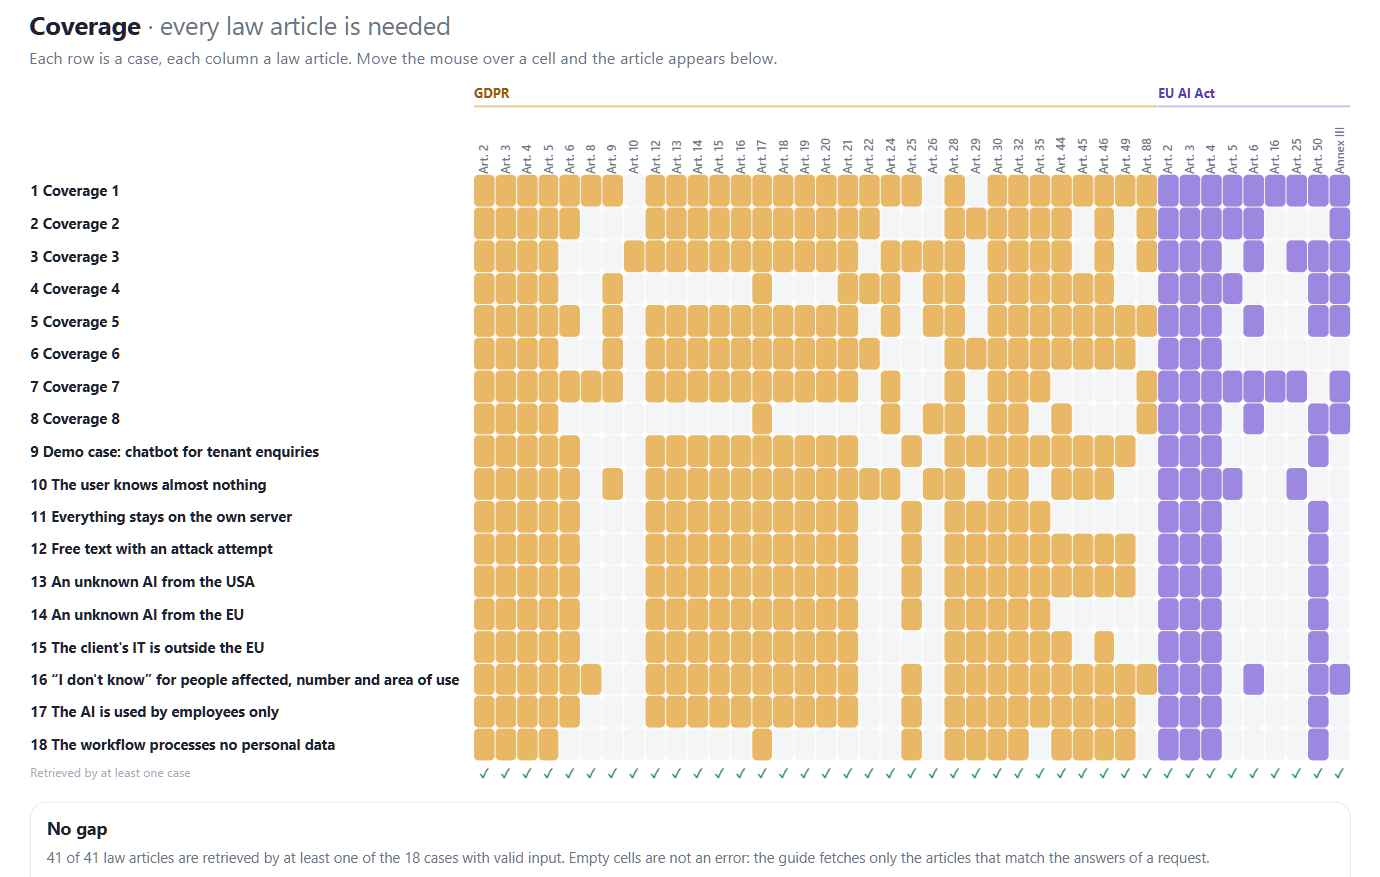 Coverage · every law article is needed
Each row is a case, each column a law article. Move the mouse over a cell and the article appears below.
GDPR EU AI Act
Art. 2 Art. 3 Art. 4 Art. 5 Art. 6 Art. 8 Art. 9 Art. 10 Art. 12 Art. 13 Art. 14 Art. 15 Art. 16 Art. 17 Art. 18 Art. 19 Art. 20 Art. 21 Art. 22 Art. 24 Art. 25 Art. 26 Art. 28 Art. 29 Art. 30 Art. 32 Art. 35 Art. 44 Art. 45 Art. 46 Art. 49 Art. 88 Art. 2 Art. 3 Art. 4 Art. 5 Art. 6 Art. 16 Art. 25 Art. 50 Annex III
1 Coverage 1
2 Coverage 2
3 Coverage 3
4 Coverage 4
5 Coverage 5
6 Coverage 6
7 Coverage 7
8 Coverage 8
9 Demo case: chatbot for tenant enquiries
10 The user knows almost nothing
11 Everything stays on the own server
12 Free text with an attack attempt
13 An unknown AI from the USA
14 An unknown AI from the EU
15 The client's IT is outside the EU
16 “I don't know” for people affected, number and area of use
17 The AI is used by employees only
18 The workflow processes no personal data
Retrieved by at least one case ✓ ✓ ✓ ✓ ✓ ✓ ✓ ✓ ✓ ✓ ✓ ✓ ✓ ✓ ✓ ✓ ✓ ✓ ✓ ✓ ✓ ✓ ✓ ✓ ✓ ✓ ✓ ✓ ✓ ✓ ✓ ✓ ✓ ✓ ✓ ✓ ✓ ✓ ✓ ✓ ✓
No gap
41 of 41 law articles are retrieved by at least one of the 18 cases with valid input. Empty cells are not an error: the guide fetches only the articles that match the answers of a request.